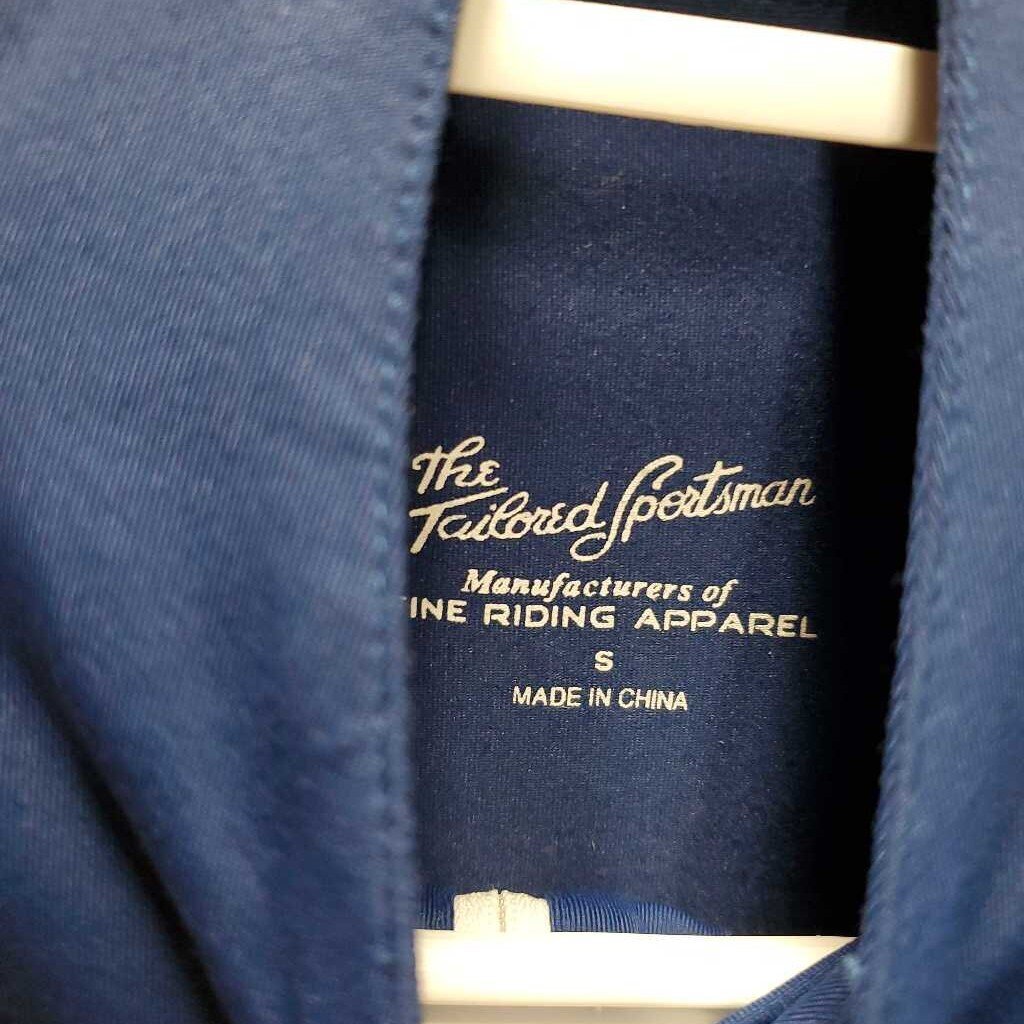 The
Tailored Sportsman
Manufacturers of
INE RIDING APPAREL
S
MADE IN CHINA